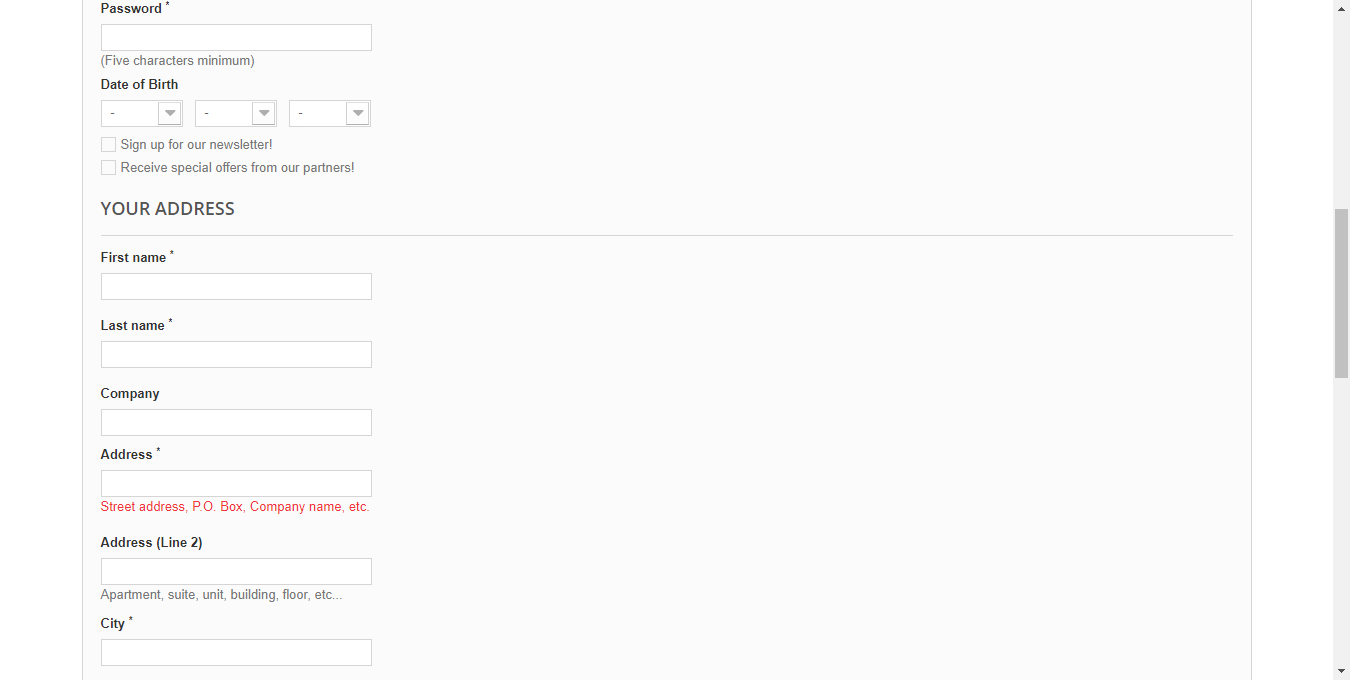 Password *
(Five characters minimum)
Date of Birth
- - -
Sign up for our newsletter!
Receive special offers from our partners!
YOUR ADDRESS
First name *
Last name *
Company
Address *
Street address, P.O. Box, Company name, etc.
Address (Line 2)
Apartment, suite, unit, building, floor, etc...
City *